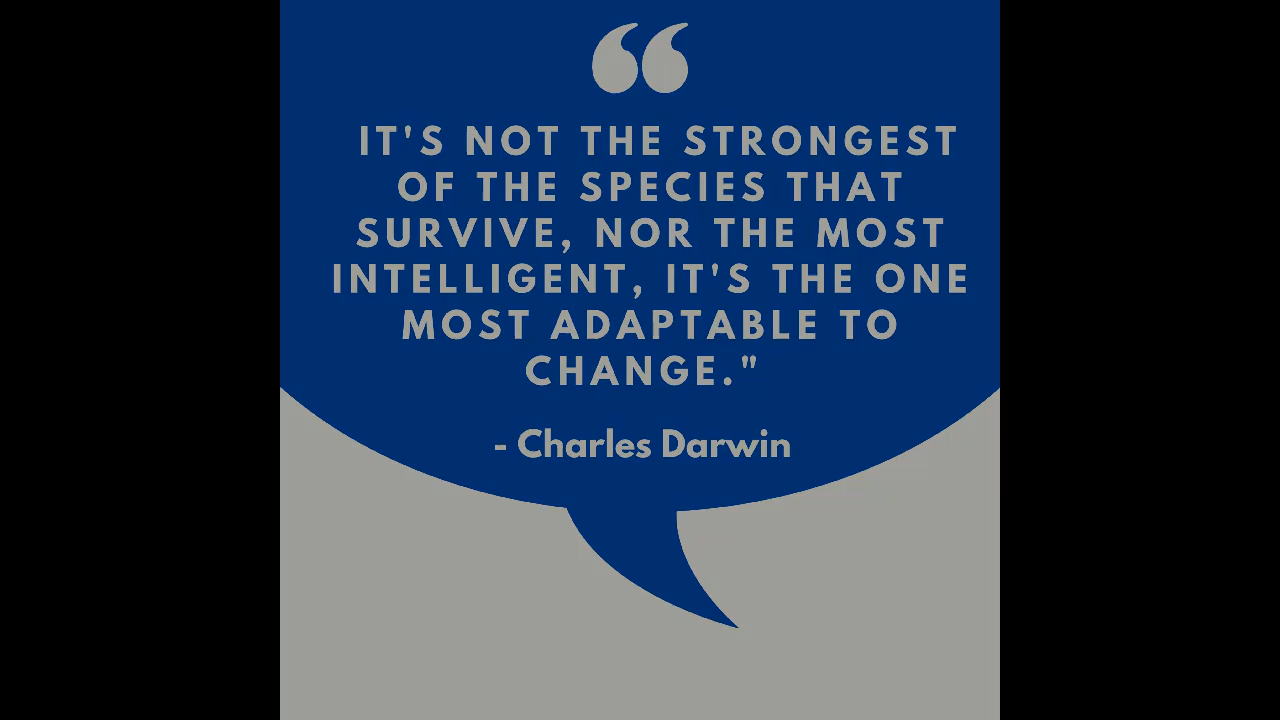 “
IT'S NOT THE STRONGEST
OF THE SPECIES THAT
SURVIVE, NOR THE MOST
INTELLIGENT, IT'S THE ONE
MOST ADAPTABLE TO
CHANGE."
- Charles Darwin